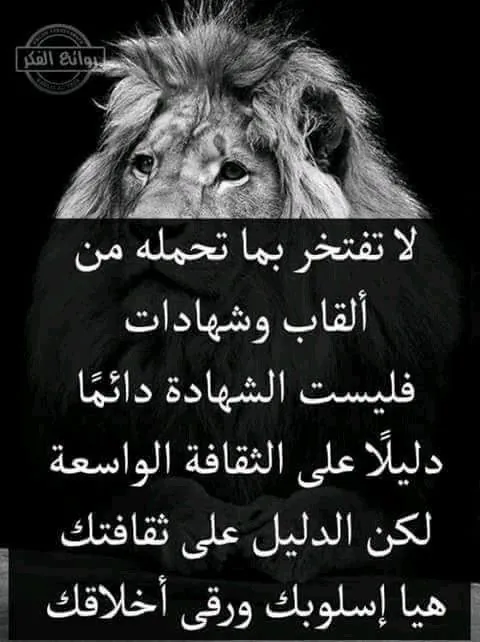 روائع الفكر
لا تفتخر بما تحمله من
ألقاب وشهادات
فليست الشهادة دائمًا
دليلًا على الثقافة الواسعة
لكن الدليل على ثقافتك
هيا إسلوبك ورقى أخلاقك